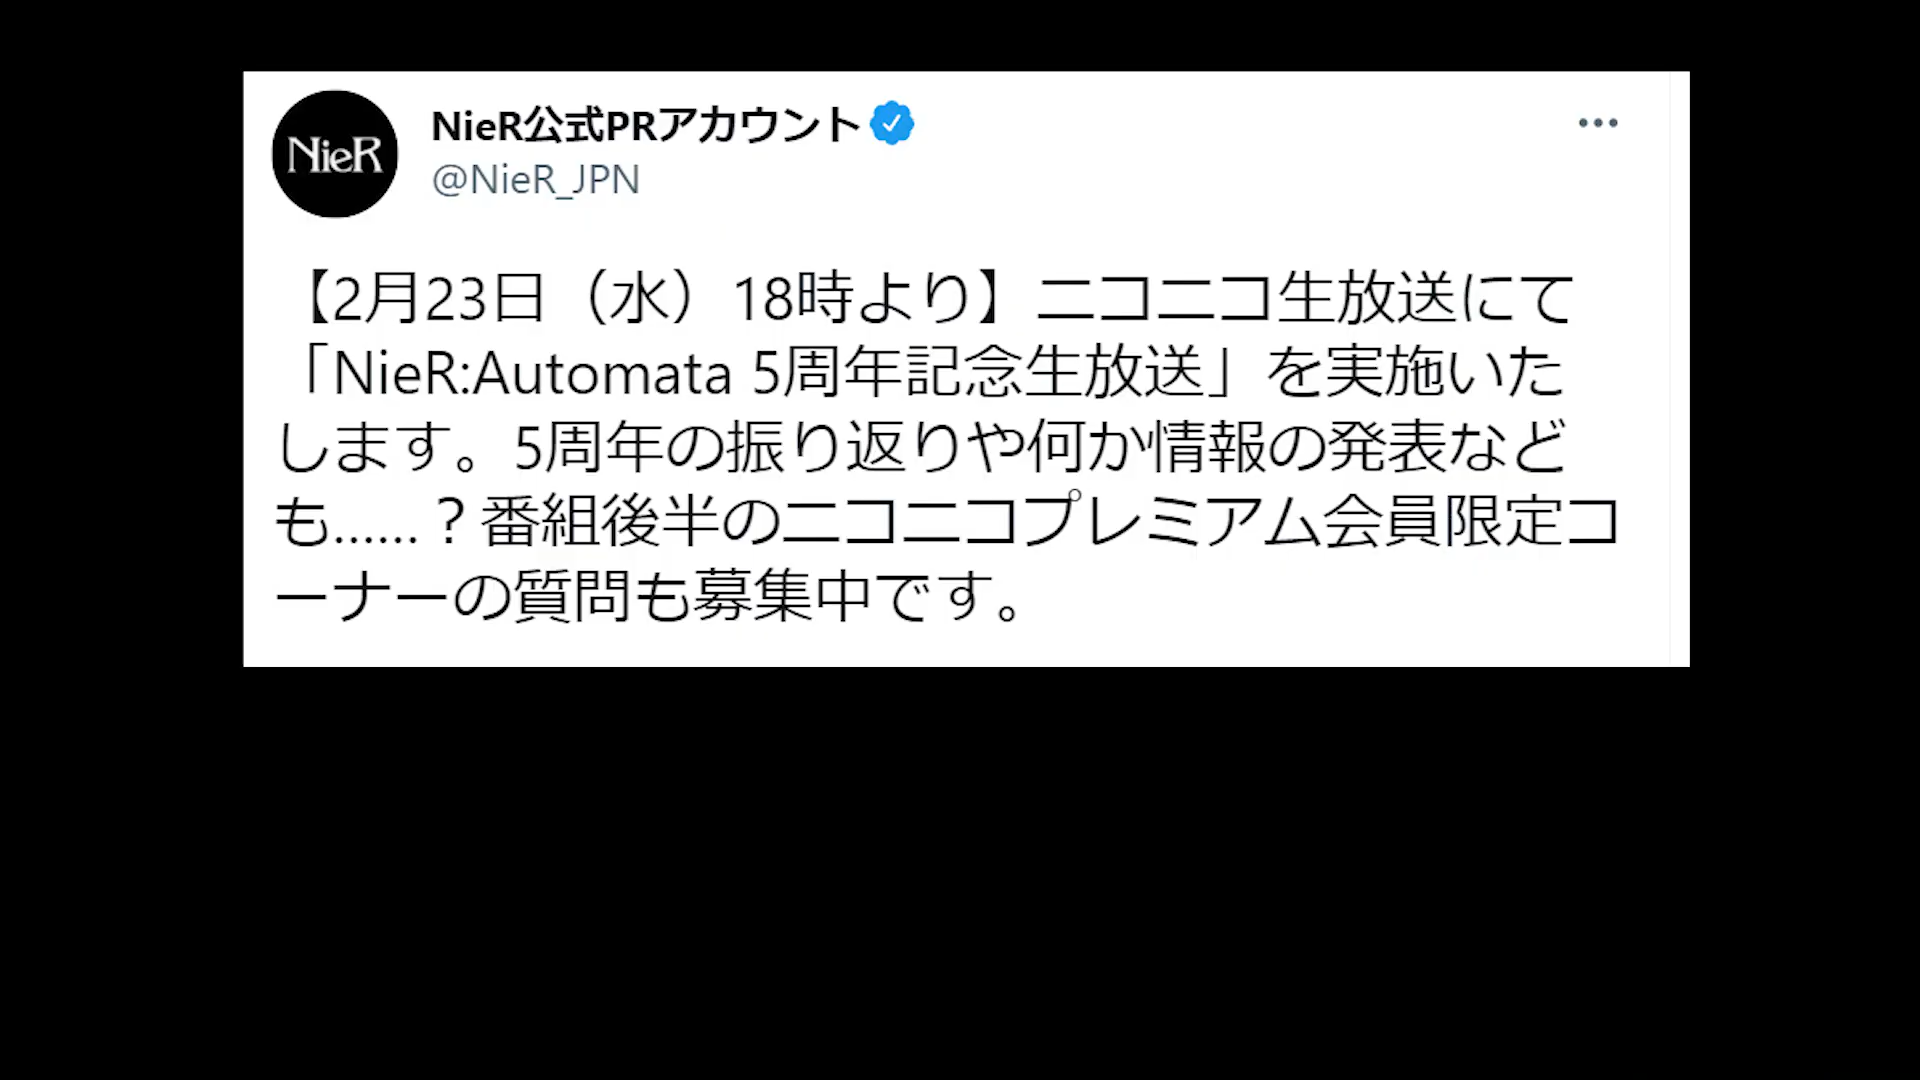 NieR
NieR公式PRアカウント
@NieR_JPN
【2月23日（水）18時より】ニコニコ生放送にて
「NieR:Automata 5周年記念生放送」を実施いた
します。5周年の振り返りや何か情報の発表など
も……？番組後半のニコニコプレミアム会員限定コ
ーナーの質問も募集中です。